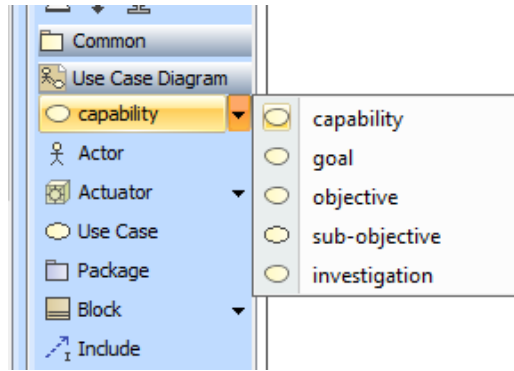 Common
Use Case Diagram
capability
Actor
Actuator
Use Case
Package
Block
I Include
capability
goal
objective
sub-objective
investigation